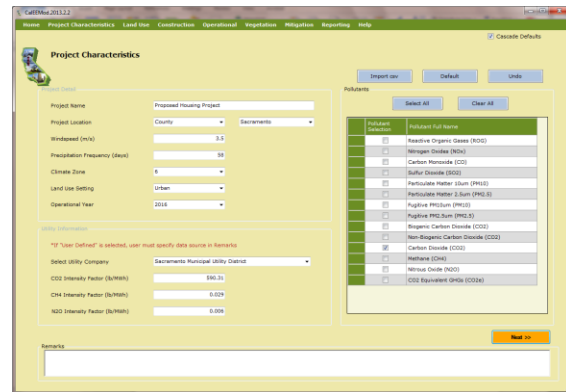 CalEEMod.2013.2.2
Home Project Characteristics Land Use Construction Operational Vegetation Mitigation Reporting Help
Cascade Defaults
Project Characteristics
Import csv Default Undo
Project Detail
Project Name Proposed Housing Project
Project Location County Sacramento
Windspeed (m/s) 3.5
Precipitation Frequency (days) 58
Climate Zone 6
Land Use Setting Urban
Operational Year 2016
Utility Information
*If "User Defined" is selected, user must specify data source in Remarks
Select Utility Company Sacramento Municipal Utility District
CO2 Intensity Factor (lb/MWh) 590.31
CH4 Intensity Factor (lb/MWh) 0.029
N2O Intensity Factor (lb/MWh) 0.006
Pollutants
Select All Clear All
Pollutant Selection Pollutant Full Name
Reactive Organic Gases (ROG)
Nitrogen Oxides (NOx)
Carbon Monoxide (CO)
Sulfur Dioxide (SO2)
Particulate Matter 10um (PM10)
Particulate Matter 2.5um (PM2.5)
Fugitive PM10um (PM10)
Fugitive PM2.5um (PM2.5)
Biogenic Carbon Dioxide (CO2)
Non-Biogenic Carbon Dioxide (CO2)
Carbon Dioxide (CO2)
Methane (CH4)
Nitrous Oxide (N2O)
CO2 Equivalent GHGs (CO2e)
Next >>
Remarks